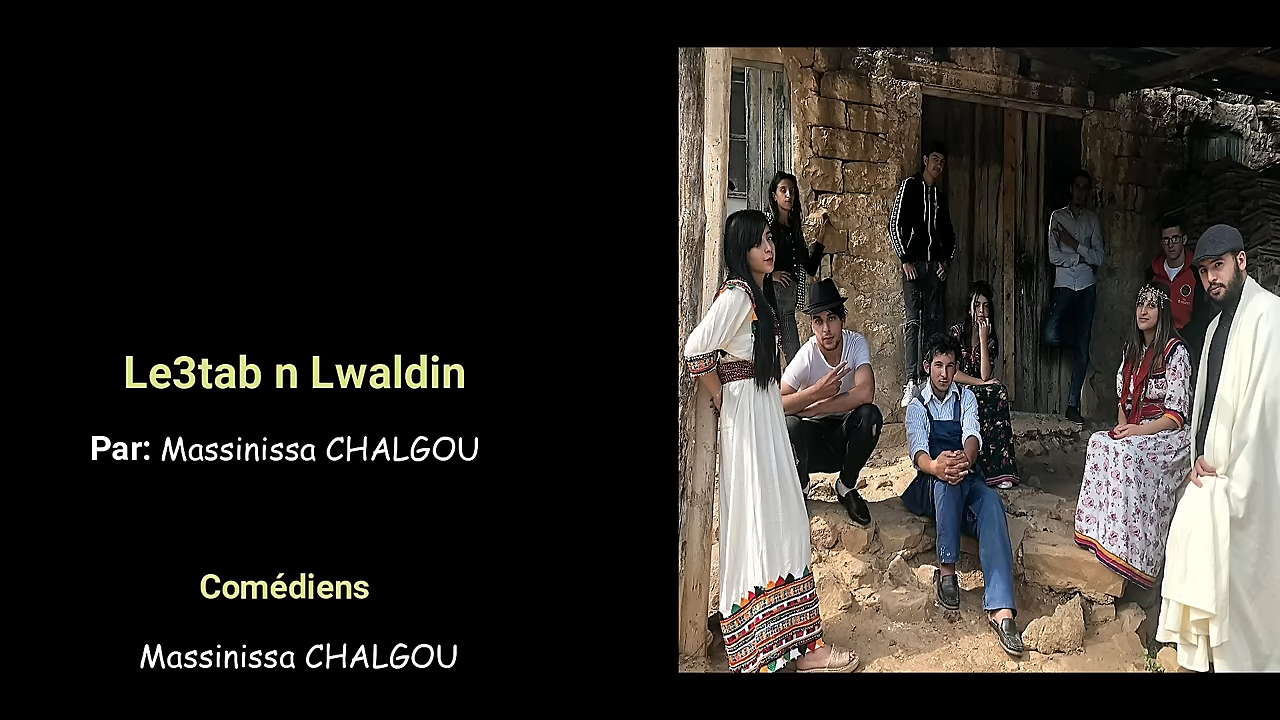 Le3tab n Lwaldin
Par: Massinissa CHALGOU
Comédiens
Massinissa CHALGOU